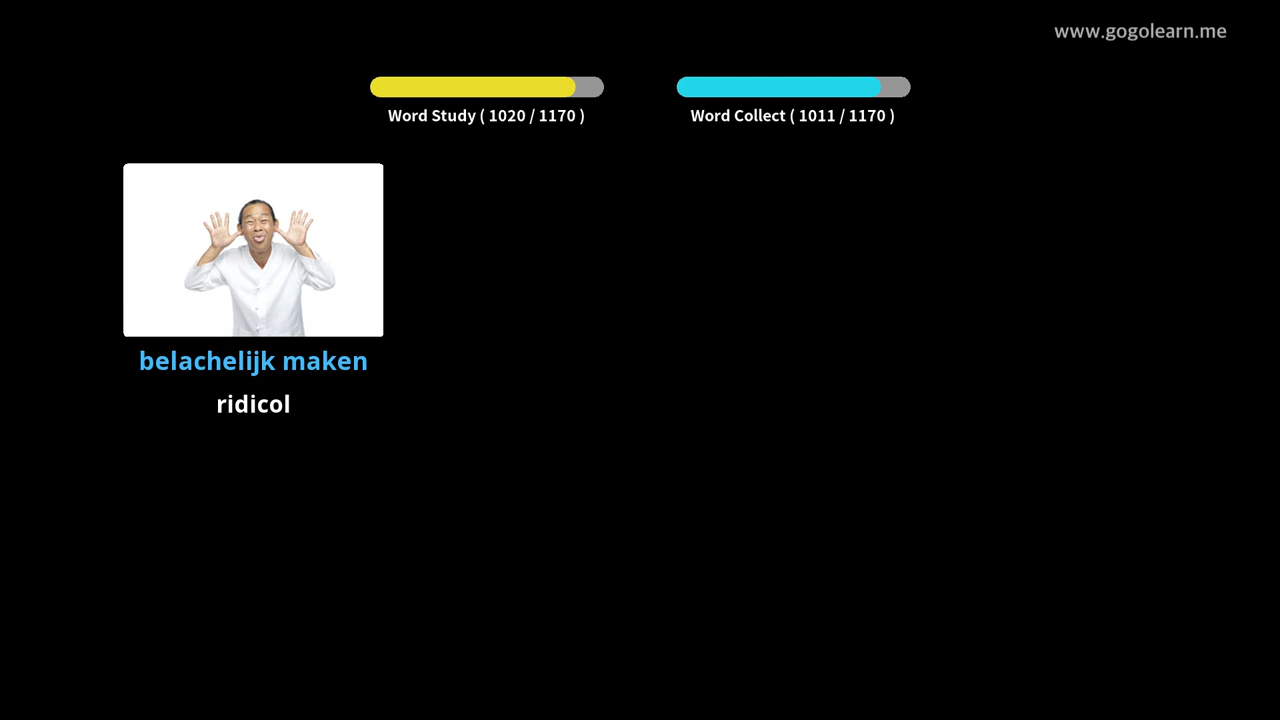 www.gogolearn.me
Word Study ( 1020 / 1170 )
Word Collect ( 1011 / 1170 )
belachelijk maken
ridicol